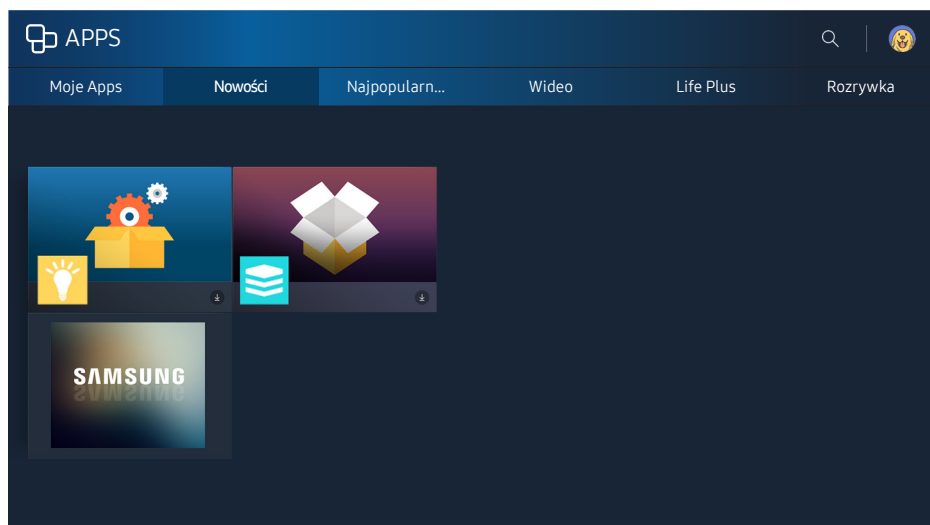 APPS
Moje Apps
Nowości
Najpopularn...
Wideo
Life Plus
Rozrywka
SAMSUNG